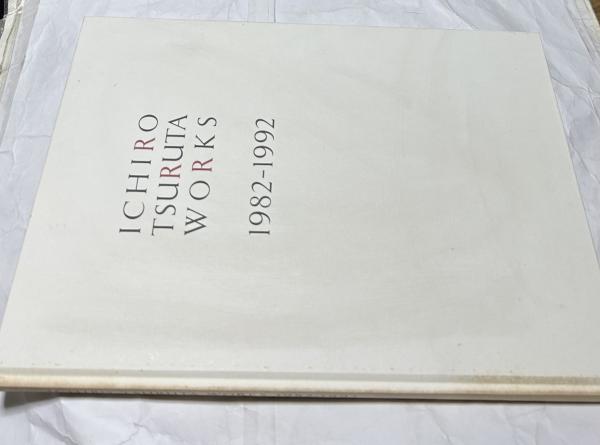 ICHIRO
TSURUTA
WORKS
1982-1992